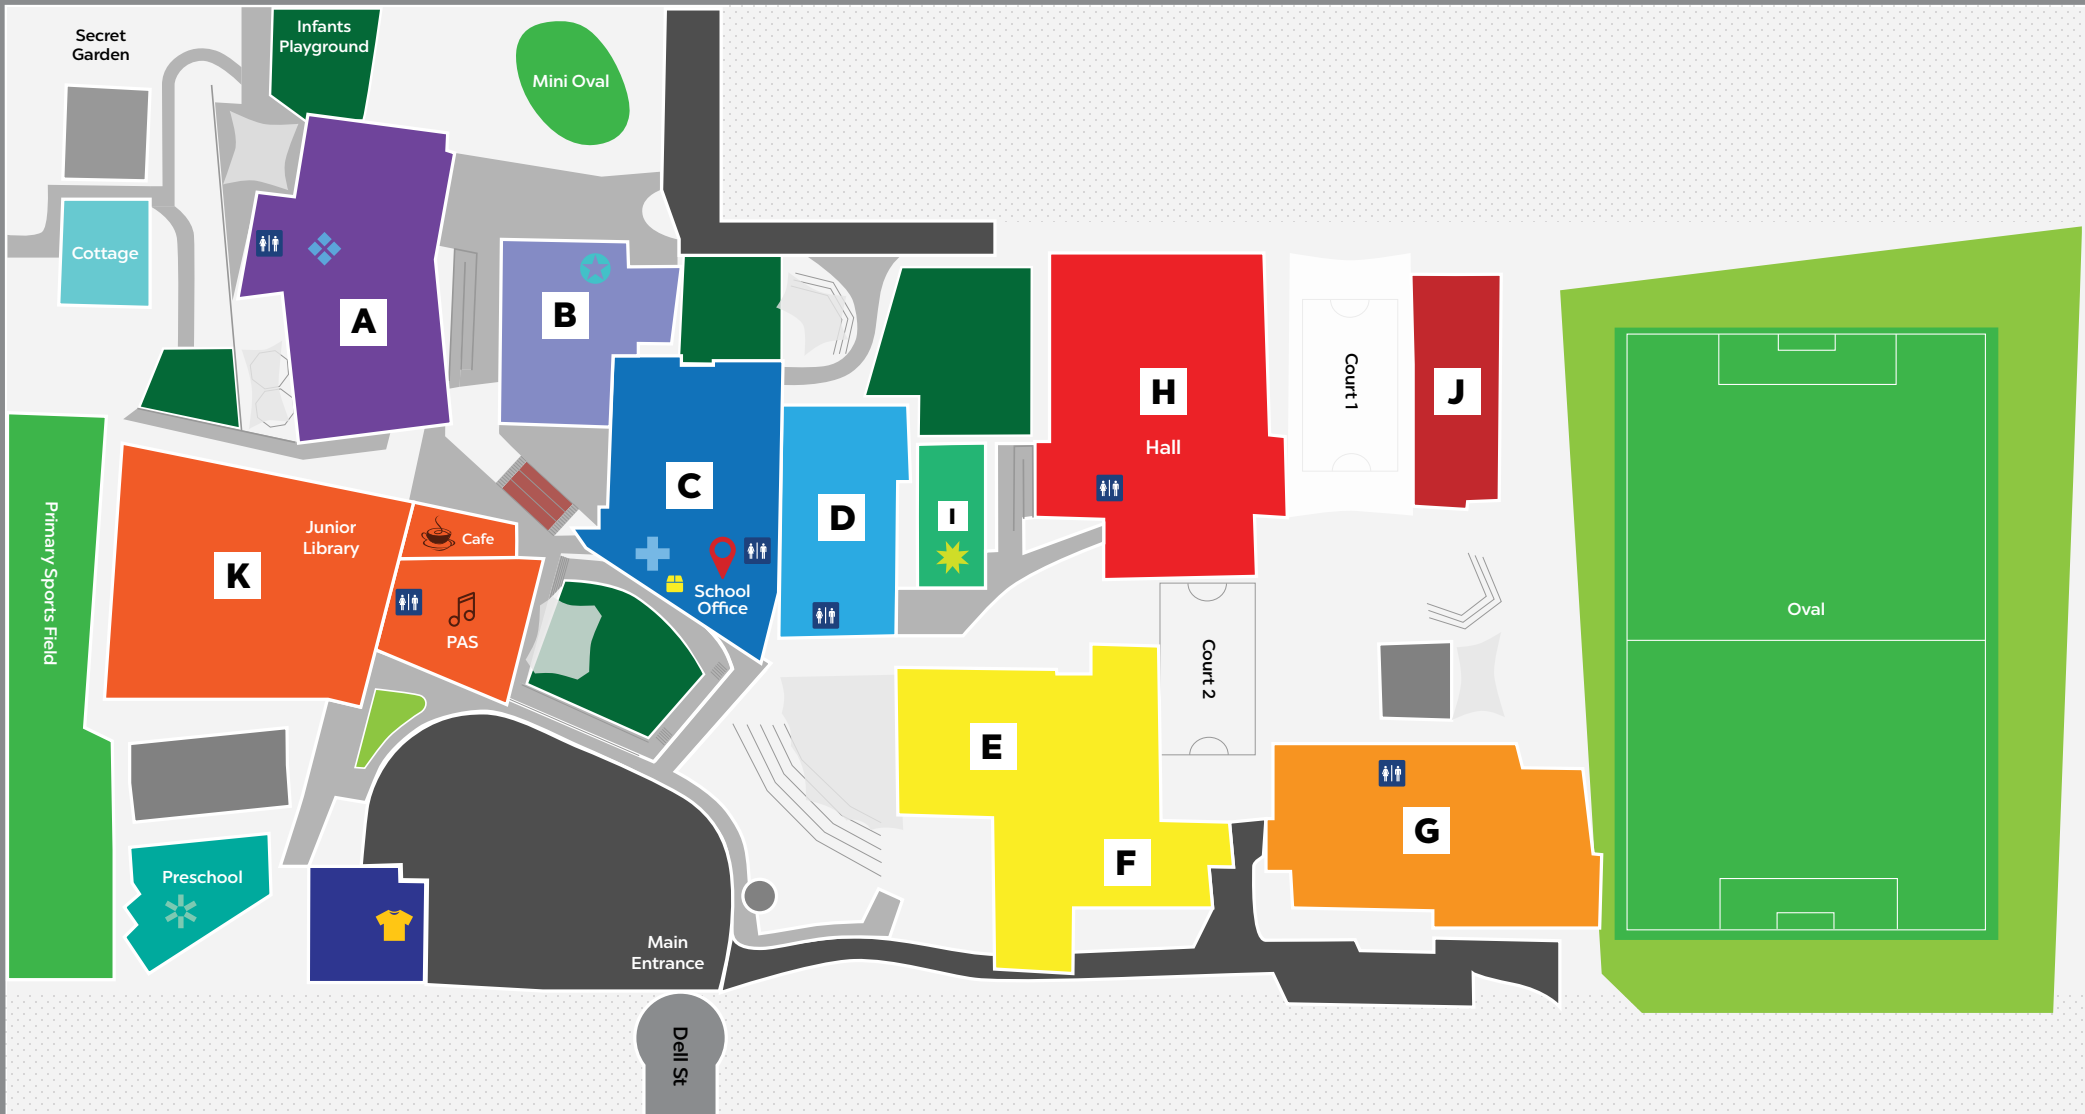 Secret
Garden
Infants
Playground
Mini Oval
Cottage
A
B
C
D
H
Hall
Court 1
J
I
Primary Sports Field
K
Junior
Library
Cafe
PAS
School
Office
Court 2
Oval
E
F
G
Preschool
Main
Entrance
Dell St